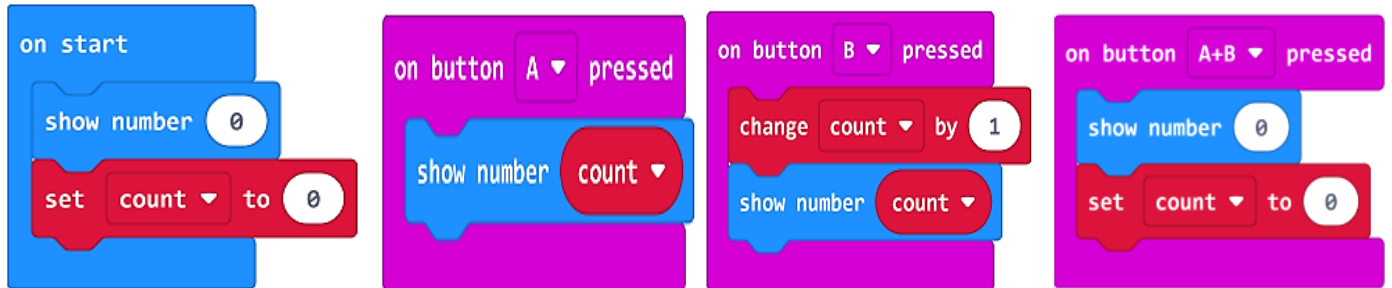 on start
show number 0
set count to 0
on button A pressed
show number count
on button B pressed
change count by 1
show number count
on button A+B pressed
show number 0
set count to 0